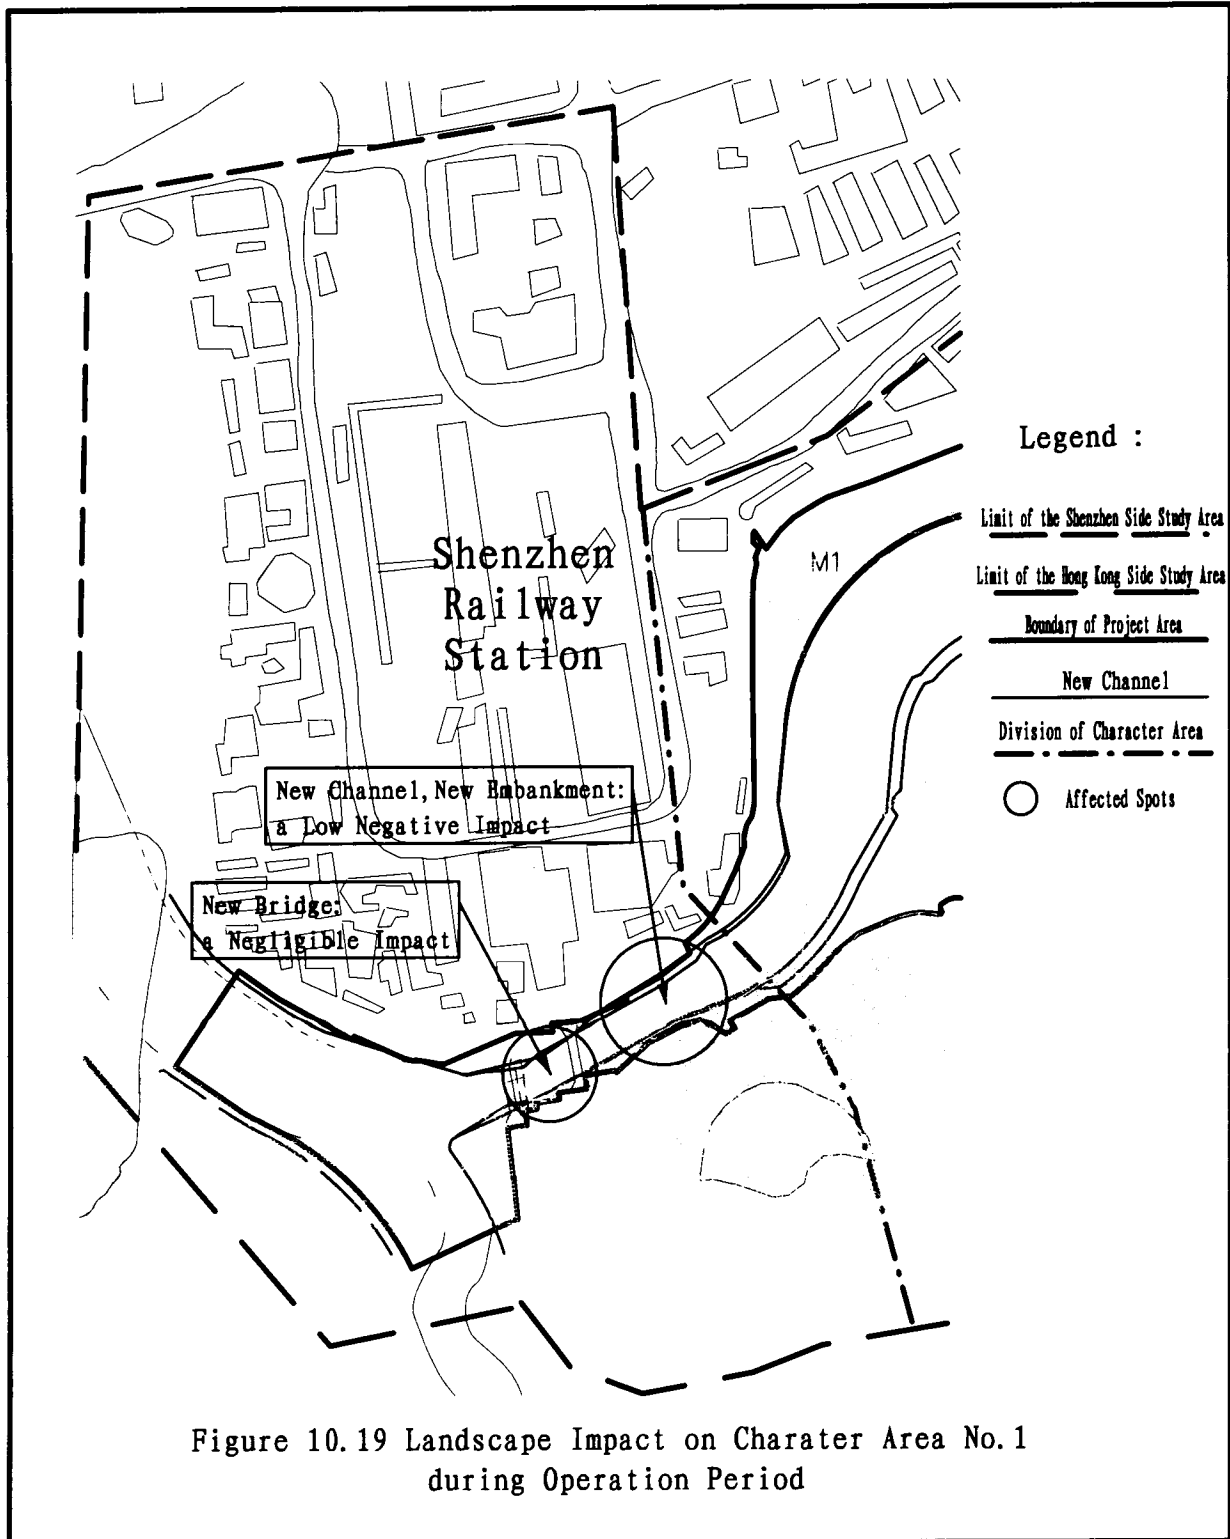 Shenzhen
Railway
Station
M1
New Channel, New Embankment:
a Low Negative Impact
New Bridge:
a Negligible Impact
Legend :
Limit of the Shenzhen Side Study Area
Limit of the Hong Kong Side Study Area
Boundary of Project Area
New Channel
Division of Character Area
Affected Spots
Figure 10.19 Landscape Impact on Charater Area No.1
during Operation Period